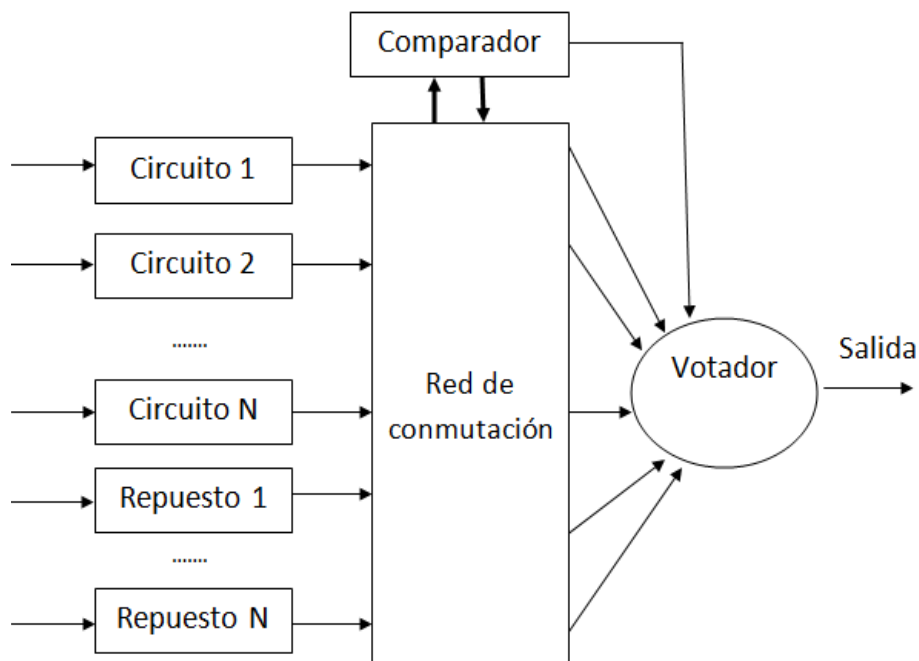 Comparador
Circuito 1
Circuito 2
.......
Circuito N
Repuesto 1
.......
Repuesto N
Red de
conmutación
Votador
Salida